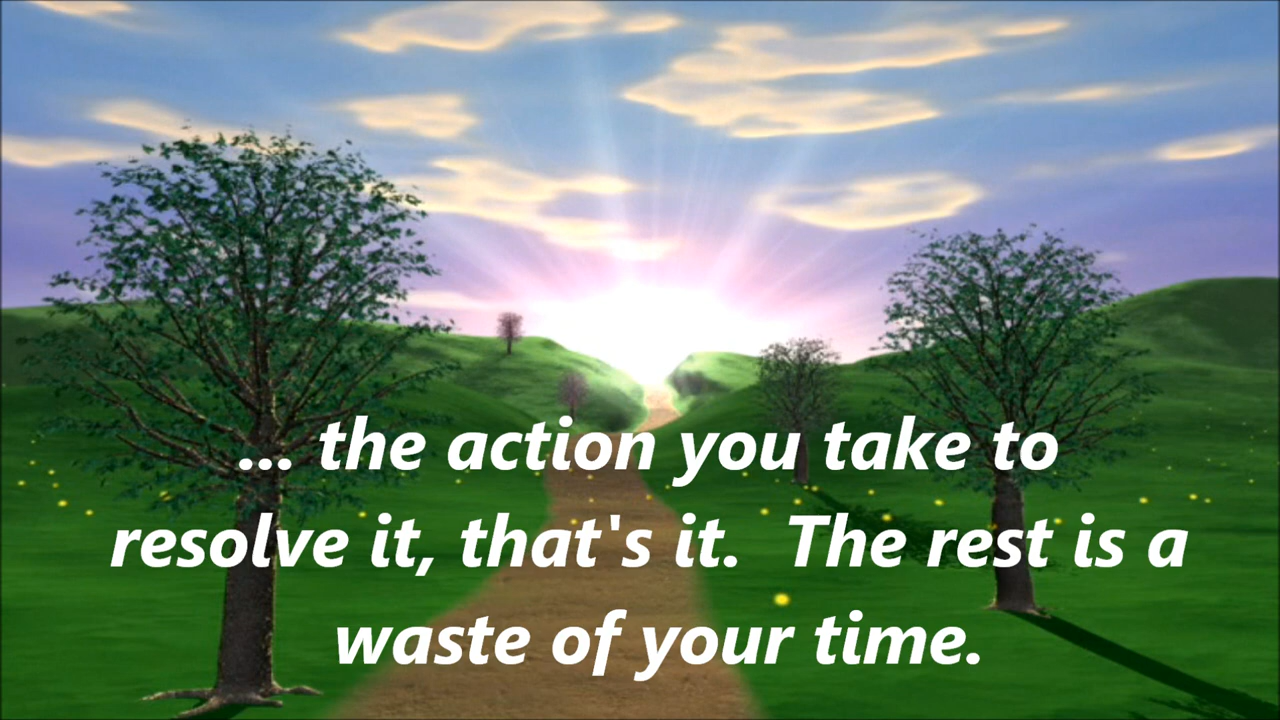 ... the action you take to
resolve it, that's it.  The rest is a
waste of your time.